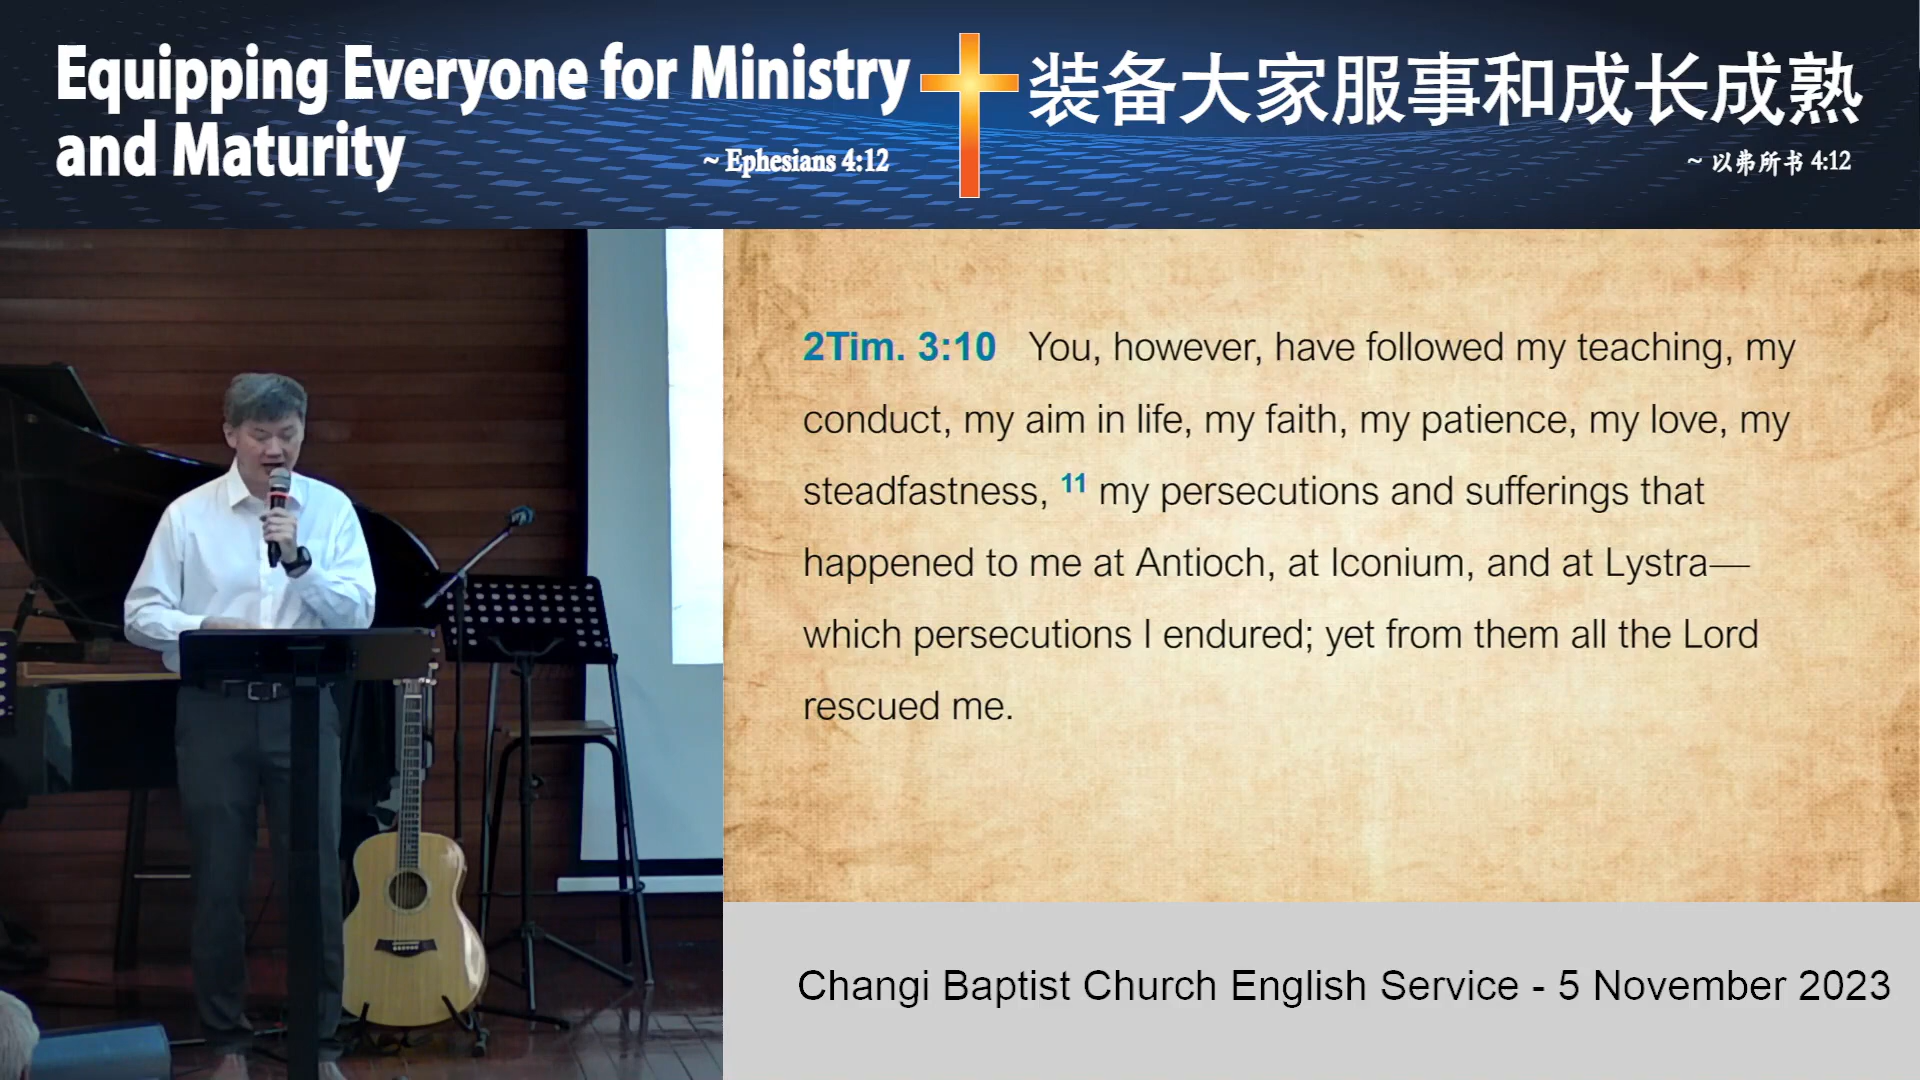 Equipping Everyone for Ministry
and Maturity
~ Ephesians 4:12
装备大家服事和成长成熟
~ 以弗所书 4:12
2Tim. 3:10 You, however, have followed my teaching, my
conduct, my aim in life, my faith, my patience, my love, my
steadfastness, 11 my persecutions and sufferings that
happened to me at Antioch, at Iconium, and at Lystra—
which persecutions I endured; yet from them all the Lord
rescued me.
Changi Baptist Church English Service - 5 November 2023